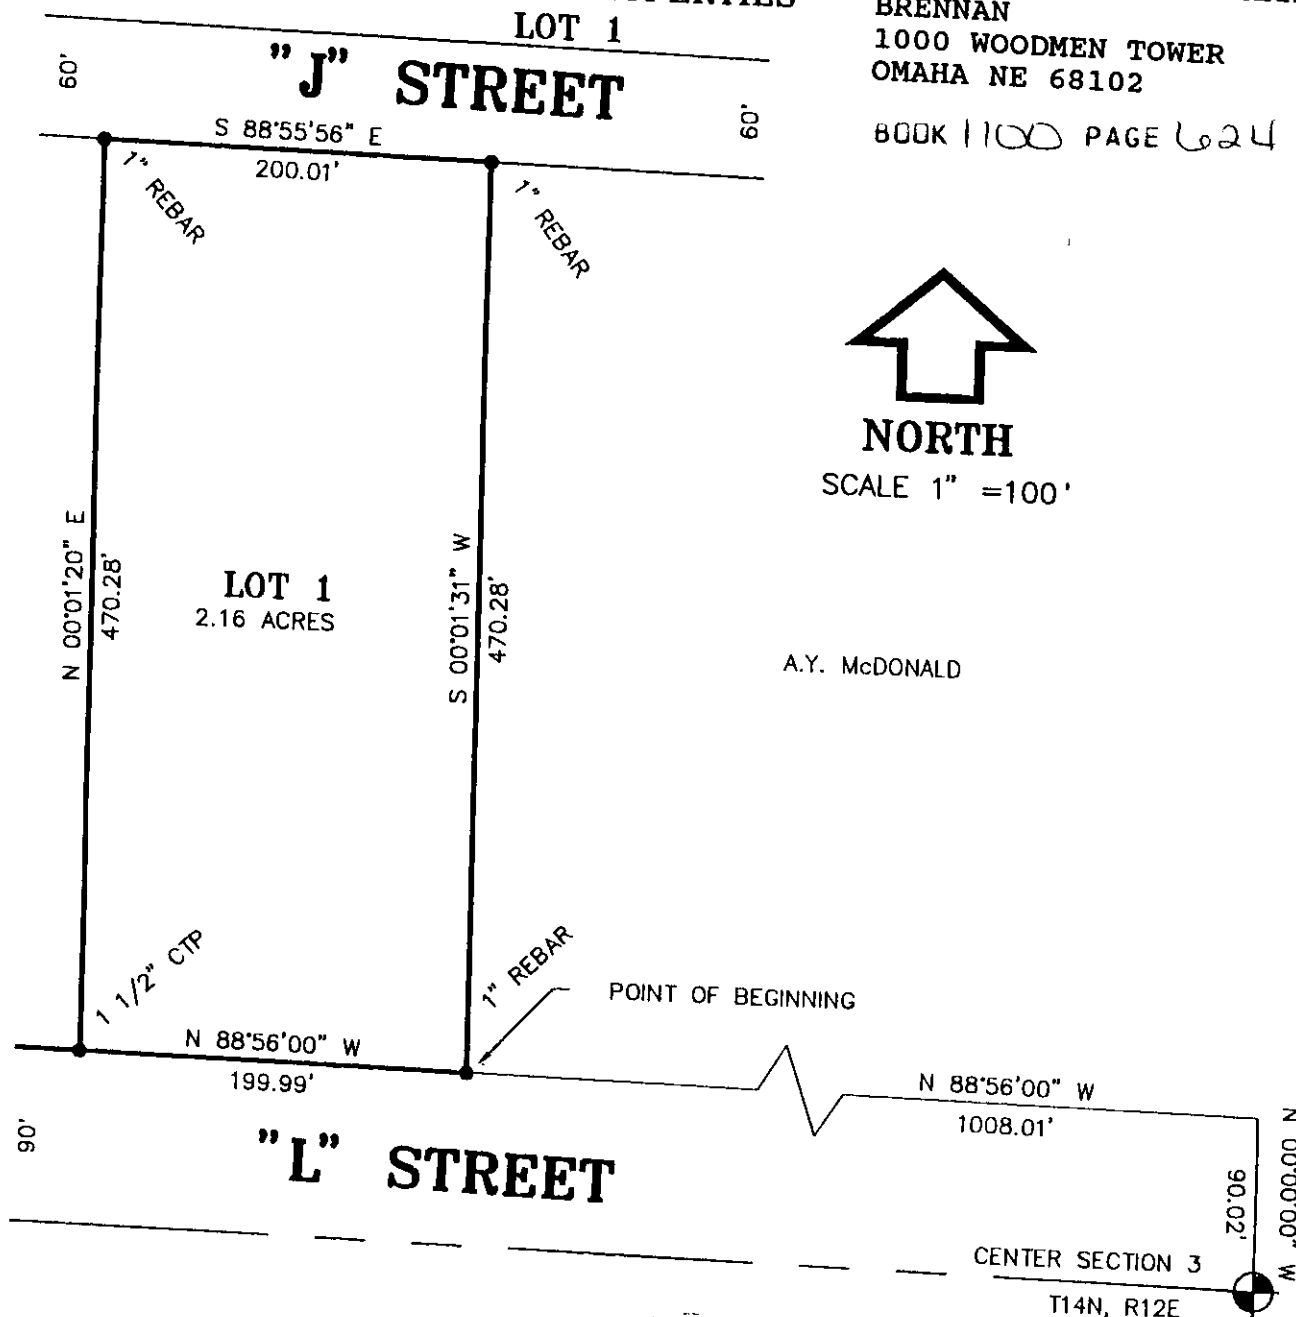 LOT 1
BRENNAN
1000 WOODMEN TOWER
OMAHA NE 68102
BOOK 1100 PAGE 624
60'
"J" STREET
60'
S 88°55'56" E
200.01'
1" REBAR
1" REBAR
NORTH
SCALE 1" =100'
N 00°01'20" E
470.28'
LOT 1
2.16 ACRES
S 00°01'31" W
470.28'
A.Y. McDONALD
1 1/2" CTP
1" REBAR
POINT OF BEGINNING
N 88°56'00" W
199.99'
N 88°56'00" W
1008.01'
90'
"L" STREET
90.02'
N 00°00'00" W
CENTER SECTION 3
T14N, R12E